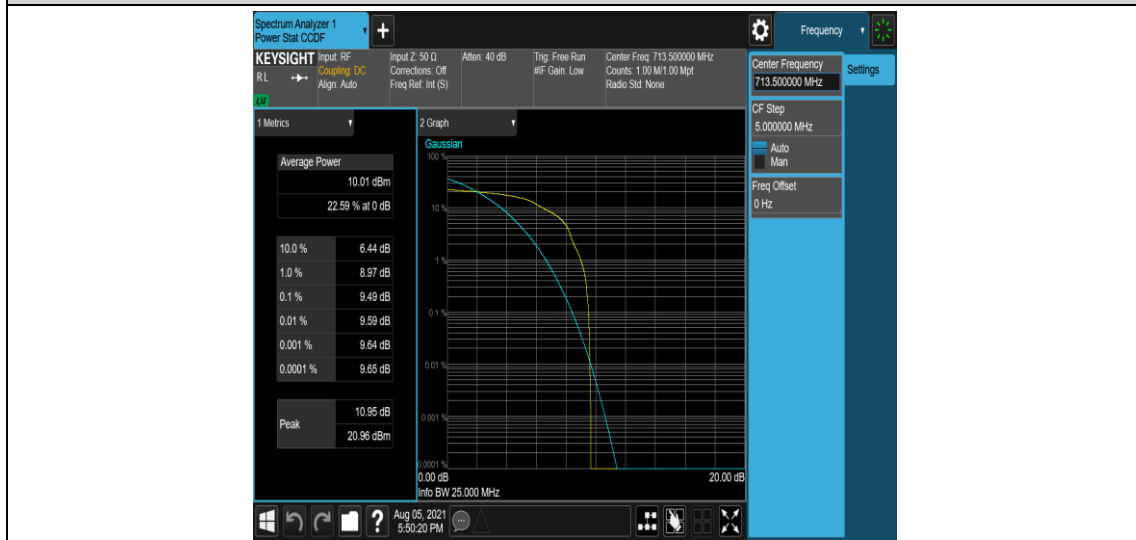 Spectrum Analyzer 1
Power Stat CCDF
Frequency
KEYSIGHT
RL
LXI
Input: RF
Coupling: DC
Align: Auto
Input Z: 50 Ω
Corrections: Off
Freq Ref: Int (S)
Atten: 40 dB
Trig: Free Run
#IF Gain: Low
Center Freq: 713.500000 MHz
Counts: 1.00 M/1.00 Mpt
Radio Std: None
Center Frequency
713.500000 MHz
Settings
CF Step
5.000000 MHz
Auto
Man
Freq Offset
0 Hz
1 Metrics
Average Power
10.01 dBm
22.59 % at 0 dB
10.0 % 6.44 dB
1.0 % 8.97 dB
0.1 % 9.49 dB
0.01 % 9.59 dB
0.001 % 9.64 dB
0.0001 % 9.65 dB
Peak
10.95 dB
20.96 dBm
2 Graph
Gaussian
100 %
10 %
1 %
0.1 %
0.01 %
0.001 %
0.0001 %
0.00 dB 20.00 dB
Info BW 25.000 MHz
?
Aug 05, 2021
5:50:20 PM